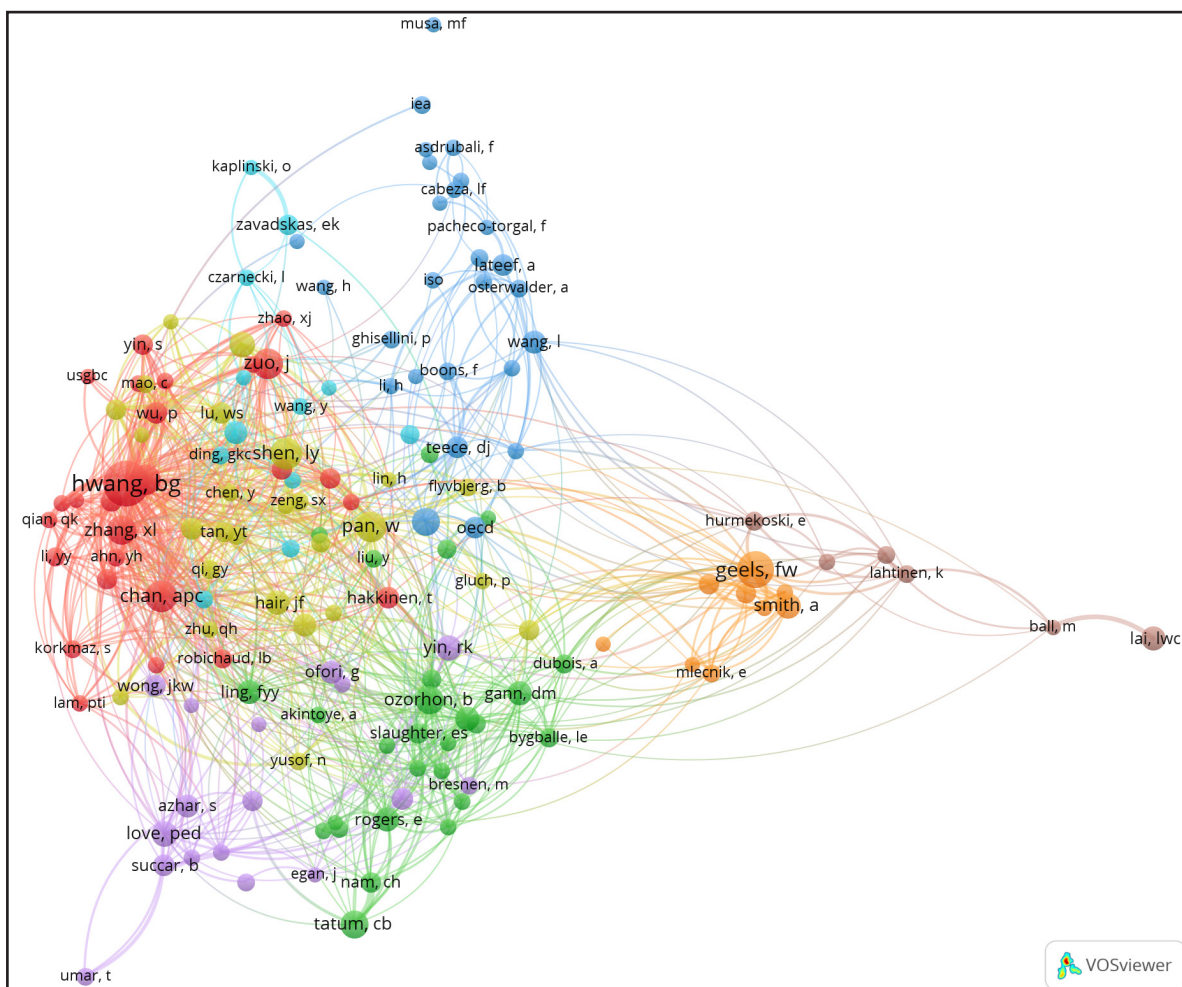 musa, mf
iea
asdrubali, f
kaplinski, o
cabeza, lf
zavadskas, ek
pacheco-torgal, f
lateef, a
czarnecki, l
iso
wang, h
osterwalder, a
zhao, xj
yin, s
ghisellini, p
wang, l
zuo, j
usgbc
mao, c
boons, f
li, h
wu, p
lu, ws
wang, y
teece, dj
ding, gkc
shen, ly
hwang, bg
lin, h
flyvbjerg, b
chen, y
zeng, sx
qian, qk
zhang, xl
tan, yt
pan, w
oecd
hurmekoski, e
li, yy
ahn, yh
liu, y
qi, gy
gluch, p
geels, fw
lahtinen, k
chan, apc
hair, jf
hakkinen, t
smith, a
zhu, qh
ball, m
lai, lwc
korkmaz, s
robichaud, lb
yin, rk
ofori, g
dubois, a
mlecnik, e
wong, jkw
ling, fyy
ozorhon, b
gann, dm
lam, pti
akintoye, a
slaughter, es
bygballe, le
yusof, n
bresnen, m
azhar, s
rogers, e
love, ped
succar, b
egan, j
nam, ch
tatum, cb
umar, t
VOSviewer